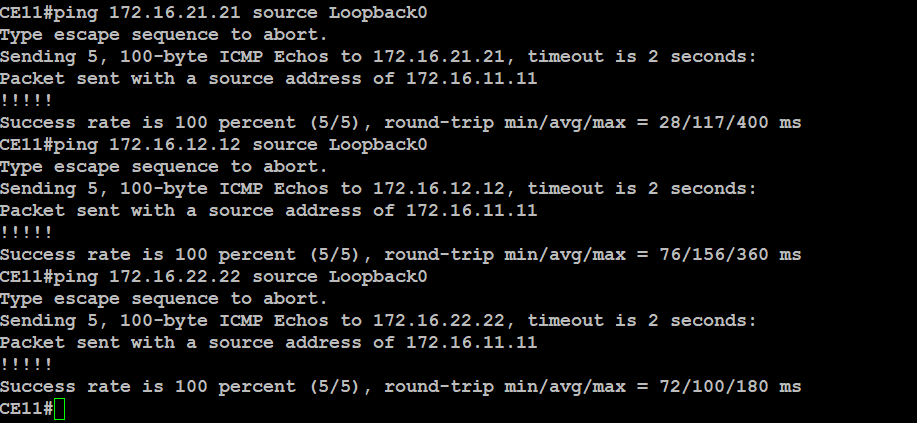 CE11#ping 172.16.21.21 source Loopback0
Type escape sequence to abort.
Sending 5, 100-byte ICMP Echos to 172.16.21.21, timeout is 2 seconds:
Packet sent with a source address of 172.16.11.11
!!!!!
Success rate is 100 percent (5/5), round-trip min/avg/max = 28/117/400 ms
CE11#ping 172.16.12.12 source Loopback0
Type escape sequence to abort.
Sending 5, 100-byte ICMP Echos to 172.16.12.12, timeout is 2 seconds:
Packet sent with a source address of 172.16.11.11
!!!!!
Success rate is 100 percent (5/5), round-trip min/avg/max = 76/156/360 ms
CE11#ping 172.16.22.22 source Loopback0
Type escape sequence to abort.
Sending 5, 100-byte ICMP Echos to 172.16.22.22, timeout is 2 seconds:
Packet sent with a source address of 172.16.11.11
!!!!!
Success rate is 100 percent (5/5), round-trip min/avg/max = 72/100/180 ms
CE11#